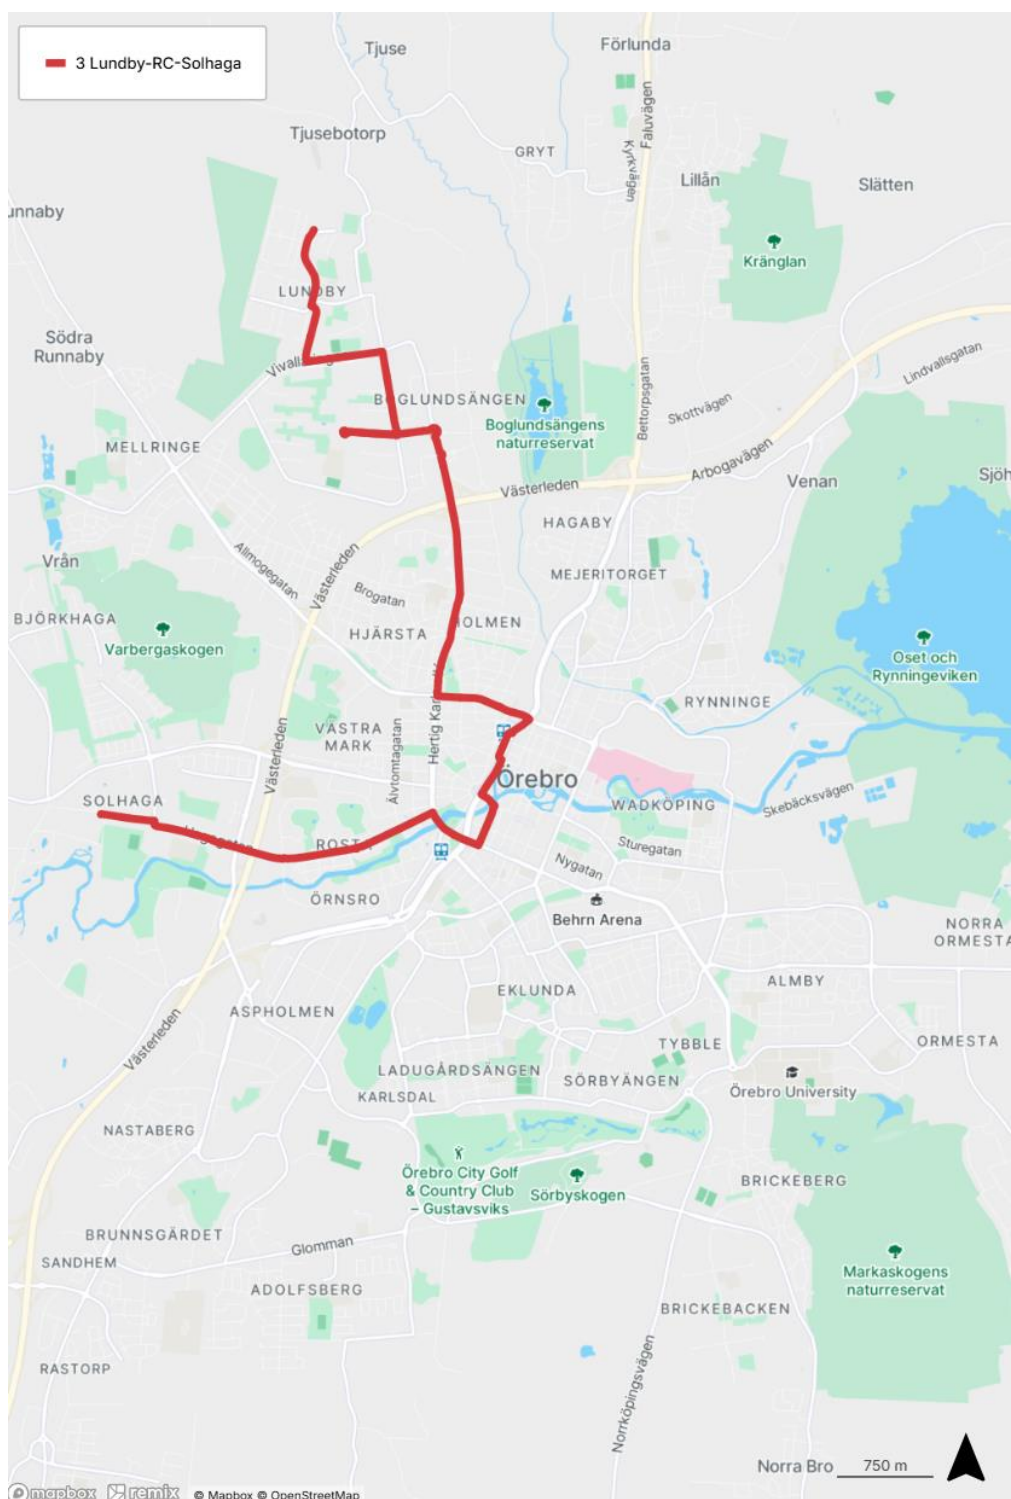 3 Lundby-RC-Solhaga
Tjuse
Förlunda
Faluvägen
Tjusebotorp
GRYT
Kyrkvägen
Lillån
Slätten
unnaby
Kränglan
LUNDBY
Södra
Runnaby
Lindvallsgatan
BOGLUNDSÄNGEN
Bettorpsgatan
Skottvägen
Boglundsängens
naturreservat
MELLRINGE
Arbogavägen
Venan
Sjöh
Västerleden
HAGABY
Vrån
Allmogegatan
Västerleden
MEJERITORGET
Brogatan
BJÖRKHAGA
HJÄRSTA
HOLMEN
Varbergaskogen
Oset och
Rynningeviken
RYNNINGE
VÄSTRA
MARK
Västerleden
Älvtomtagatan
Hertig Karl
Örebro
SOLHAGA
WADKÖPING
Skebäcksvägen
Sturegatan
Nygatan
ÖRNSRO
Behrn Arena
NORRA
ORMESTA
ALMBY
EKLUNDA
ASPHOLMEN
Västerleden
TYBBLE
ORMESTA
LADUGÅRDSÄNGEN
SÖRBYÄNGEN
KARLSDAL
Örebro University
NASTABERG
Örebro City Golf
& Country Club
– Gustavsviks
Sörbyskogen
BRICKEBERG
BRUNNSGÄRDET
Glomman
SANDHEM
ADOLFSBERG
Markaskogens
naturreservat
BRICKEBACKEN
RASTORP
Norrköpingsvägen
Norra Bro
750 m
mapbox
remix
© Mapbox © OpenStreetMap